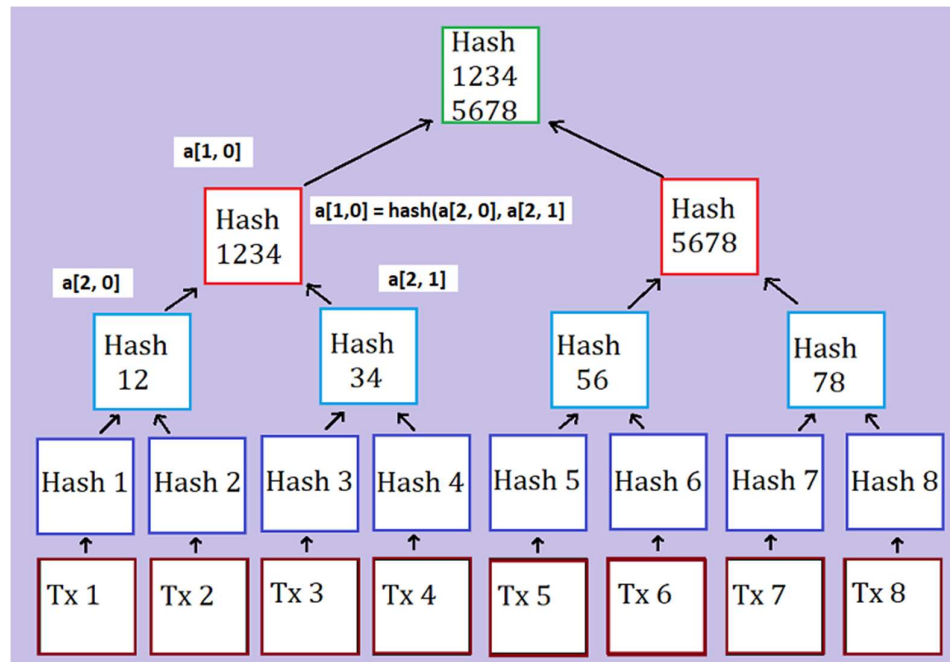 Hash
1234
5678
a[1, 0]
Hash
1234
a[1,0] = hash(a[2, 0], a[2, 1]
Hash
5678
a[2, 0]
a[2, 1]
Hash
12
Hash
34
Hash
56
Hash
78
Hash 1
Hash 2
Hash 3
Hash 4
Hash 5
Hash 6
Hash 7
Hash 8
Tx 1
Tx 2
Tx 3
Tx 4
Tx 5
Tx 6
Tx 7
Tx 8